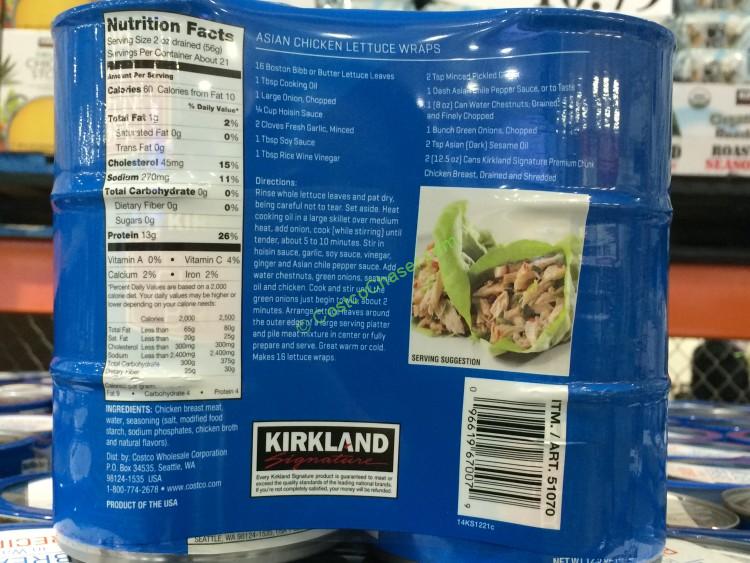 Nutrition Facts
Serving Size 2 oz drained (56g)
Servings Per Container About 21
Amount Per Serving
Calories 60 Calories from Fat 10
% Daily Value*
Total Fat 1g 2%
Saturated Fat 0g 0%
Trans Fat 0g
Cholesterol 45mg 15%
Sodium 270mg 11%
Total Carbohydrate 0g 0%
Dietary Fiber 0g 0%
Sugars 0g
Protein 13g 26%
Vitamin A 0% • Vitamin C 4%
Calcium 2% • Iron 2%
*Percent Daily Values are based on a 2,000
calorie diet. Your daily values may be higher or
lower depending on your calorie needs:
Calories 2,000 2,500
Total Fat Less than 65g 80g
Sat. Fat Less than 20g 25g
Cholesterol Less than 300mg 300mg
Sodium Less than 2,400mg 2,400mg
Total Carbohydrate 300g 375g
Dietary Fiber 25g 30g
Calories per gram:
Fat 9 • Carbohydrate 4 • Protein 4
INGREDIENTS: Chicken breast meat,
water, seasoning (salt, modified food
starch, sodium phosphates, chicken broth
and natural flavors).
Dist. by: Costco Wholesale Corporation
P.O. Box 34535, Seattle, WA
98124-1535 USA
1-800-774-2678 • www.costco.com
PRODUCT OF THE USA
ASIAN CHICKEN LETTUCE WRAPS
16 Boston Bibb or Butter Lettuce Leaves
1 Tbsp Cooking Oil
1 Large Onion, Chopped
¼ Cup Hoisin Sauce
2 Cloves Fresh Garlic, Minced
1 Tbsp Soy Sauce
1 Tbsp Rice Wine Vinegar
2 Tsp Minced Pickled
1 Dash Asian Chile Pepper Sauce, or to Taste
1 (8 oz) Can Water Chestnuts, Drained
and Finely Chopped
1 Bunch Green Onions, Chopped
2 Tsp Asian (Dark) Sesame Oil
2 (12.5 oz) Cans Kirkland Signature Premium Chunk
Chicken Breast, Drained and Shredded
Directions:
Rinse whole lettuce leaves and pat dry,
being careful not to tear. Set aside. Heat
cooking oil in a large skillet over medium
heat, add onion, cook (while stirring) until
tender, about 5 to 10 minutes. Stir in
hoisin sauce, garlic, soy sauce, vinegar,
ginger and Asian chile pepper sauce. Add
water chestnuts, green onions, sesame
oil and chicken. Cook and stir until
green onions just begin to wilt, about 2
minutes. Arrange lettuce leaves around
the outer edge of large serving platter
and pile meat mixture in center or fully
prepare and serve. Great warm or cold.
Makes 16 lettuce wraps.
© CostcoChaser.com
SERVING SUGGESTION
KIRKLAND
Signature
Every Kirkland Signature product is guaranteed to meet or
exceed the quality standards of the leading national brands.
If you're not completely satisfied, your money will be refunded.
ITM. / ART. 51070
0 96619 67007 9
14KS1221c
SEATTLE, WA 98124-1535
NET WT
ROAS
SEASO